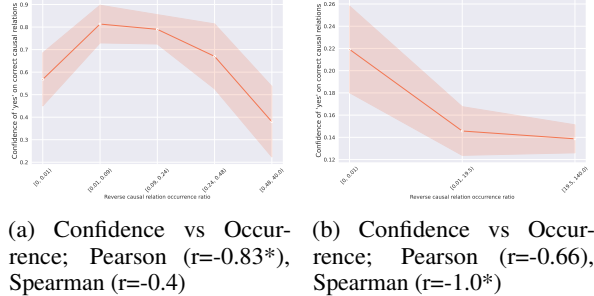 Confidence of 'yes' on correct causal relations
0.9
0.8
0.7
0.6
0.5
0.4
0.3
0.2
[0, 0.01)
[0.01, 0.09)
[0.09, 0.24)
[0.24, 0.48)
[0.48, 40.0)
Reverse causal relation occurrence ratio
Confidence of 'yes' on correct causal relations
0.26
0.24
0.22
0.20
0.18
0.16
0.14
0.12
[0, 0.01)
[0.01, 19.5)
[19.5, 140.0)
Reverse causal relation occurrence ratio
(a) Confidence vs Occur-
rence; Pearson (r=-0.83*),
Spearman (r=-0.4)
(b) Confidence vs Occur-
rence; Pearson (r=-0.66),
Spearman (r=-1.0*)